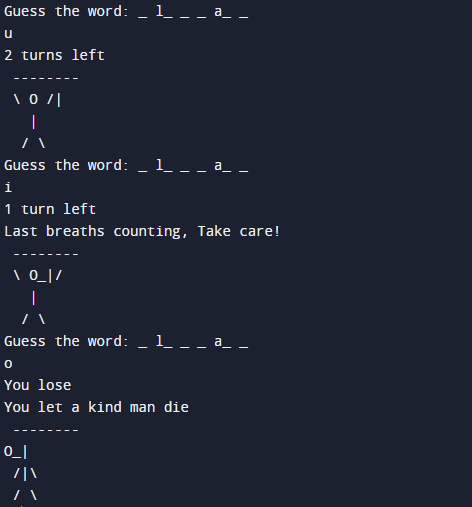 Guess the word: _ l_ _ _ a_ _
u
2 turns left
 --------
 \ O /|
   |
  / \
Guess the word: _ l_ _ _ a_ _
i
1 turn left
Last breaths counting, Take care!
 --------
 \ O_|/
   |
  / \
Guess the word: _ l_ _ _ a_ _
o
You lose
You let a kind man die
 --------
O_|
 /|\
 / \